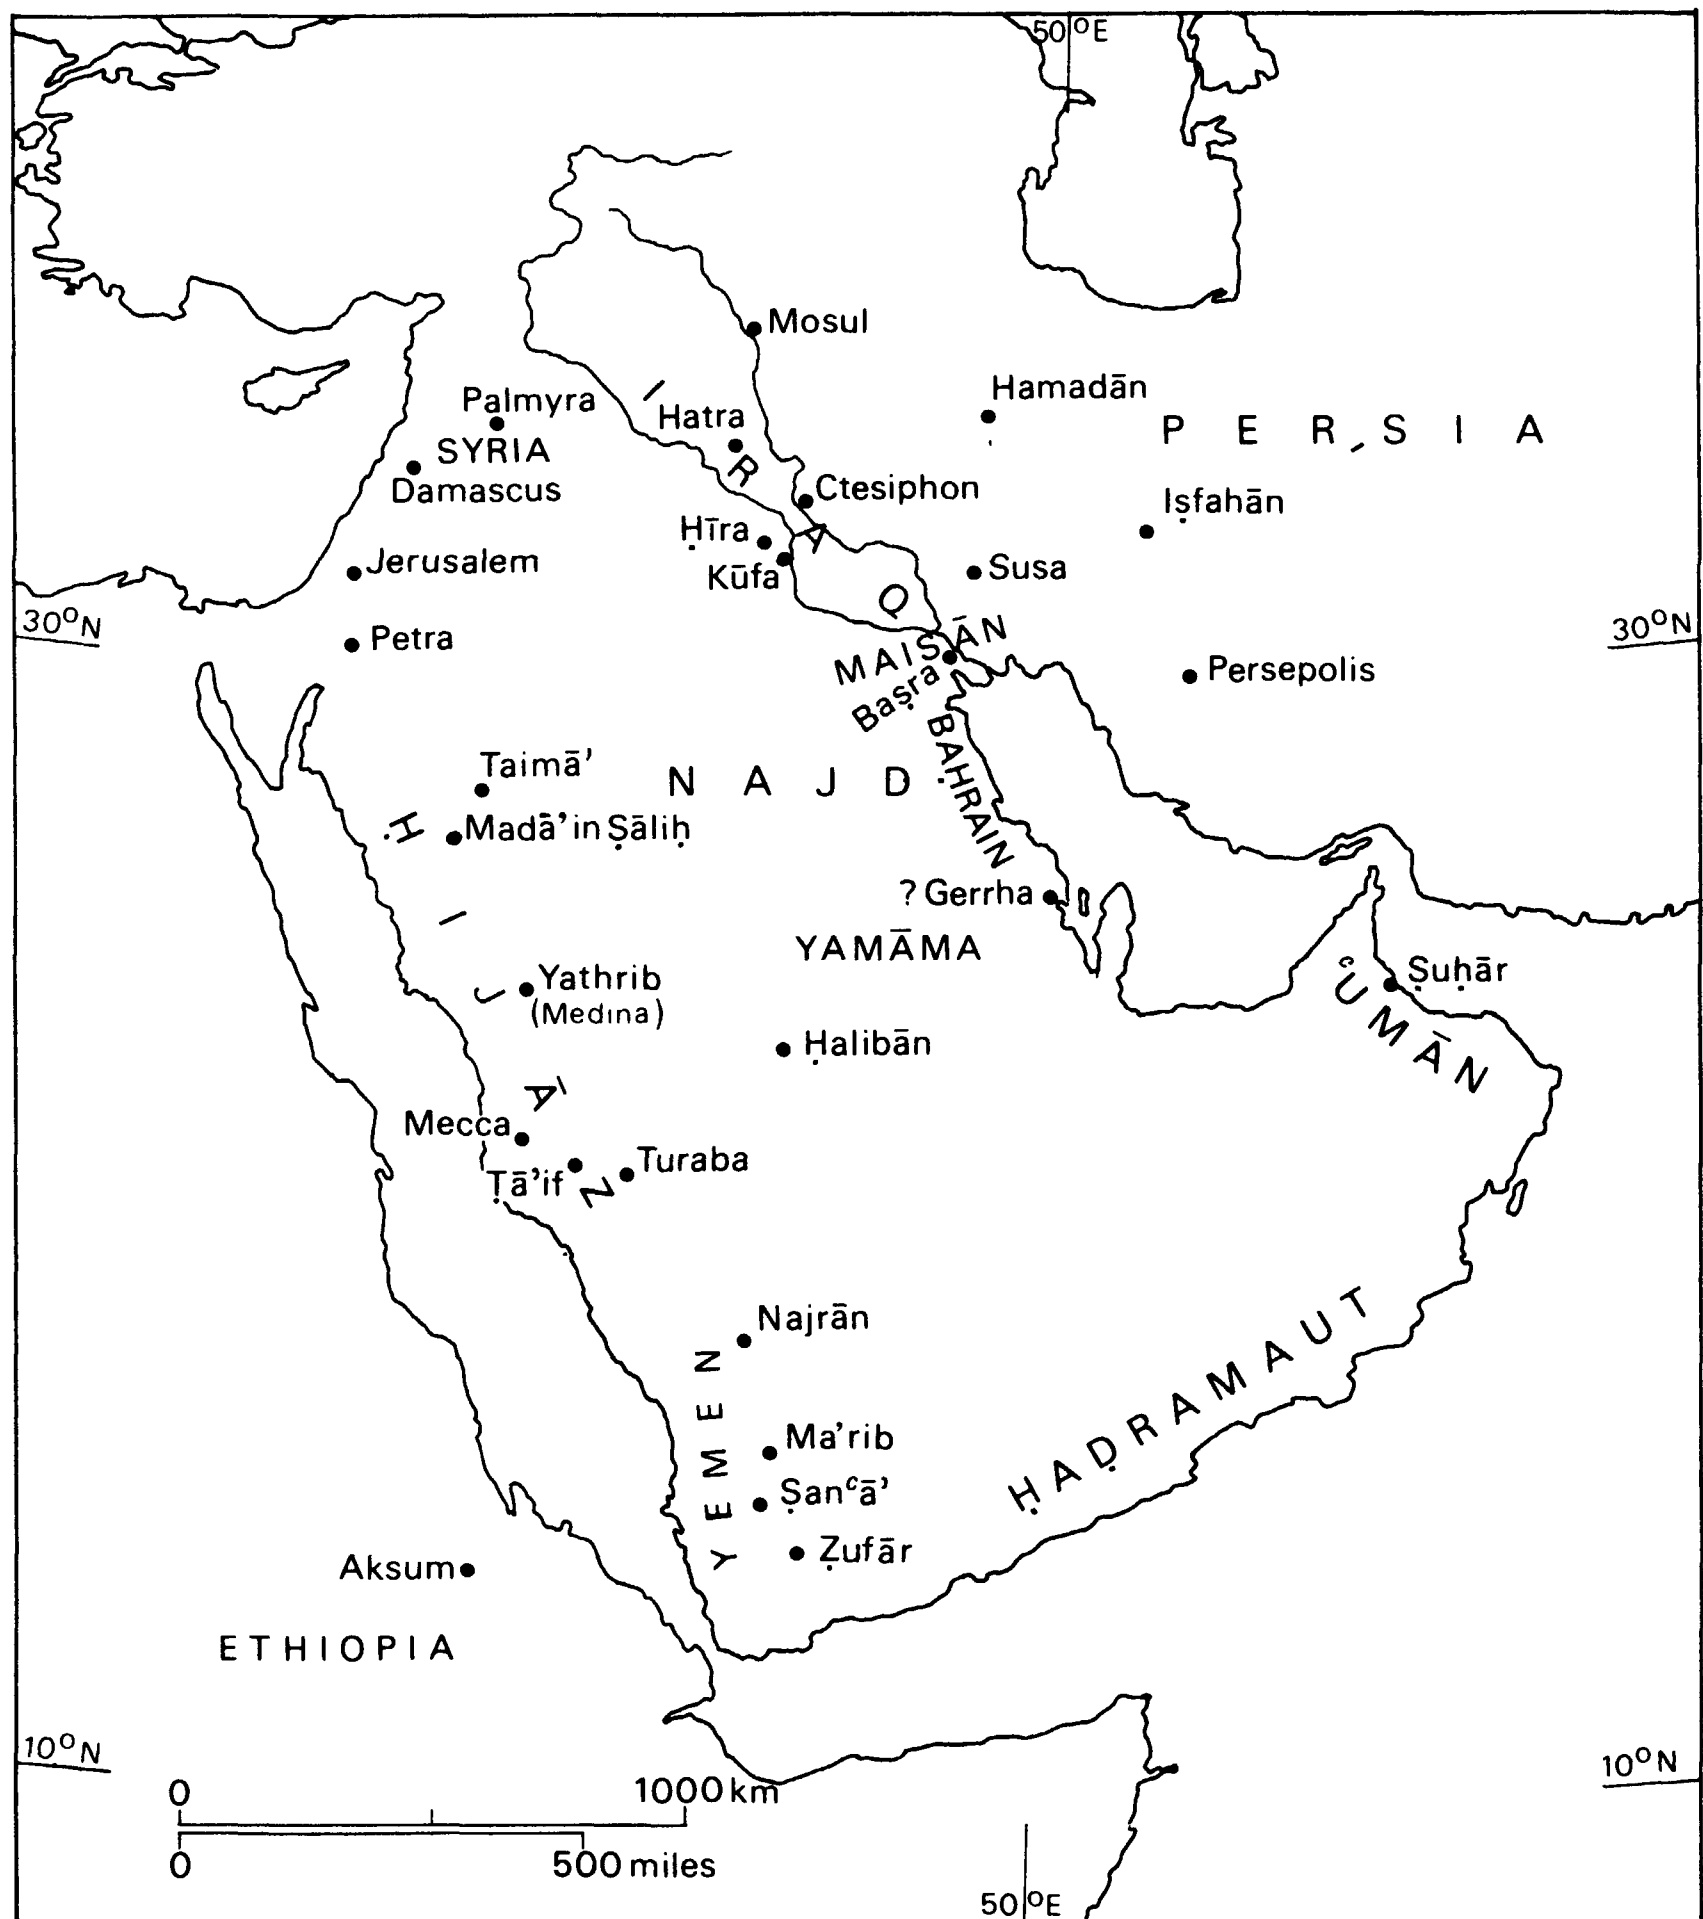 50°E
Mosul
Hamadān
Palmyra
IRAQ
Hatra
PERSIA
SYRIA
Damascus
Ctesiphon
Iṣfahān
Ḥīra
Jerusalem
Kūfa
Susa
30°N
30°N
MAISĀN
Petra
Baṣra
Persepolis
BAḤRAIN
Taimā’
NAJD
Madā’in Ṣāliḥ
ḤIJĀZ
? Gerrha
YAMĀMA
Yathrib
(Medina)
Ṣuḥār
ʿUMĀN
Ḥalibān
Mecca
Ṭā’if
Turaba
Najrān
YEMEN
ḤAḌRAMAUT
Ma’rib
Ṣanʿā’
Ẓufār
Aksum
ETHIOPIA
10°N
10°N
0 1000 km
0 500 miles
50°E